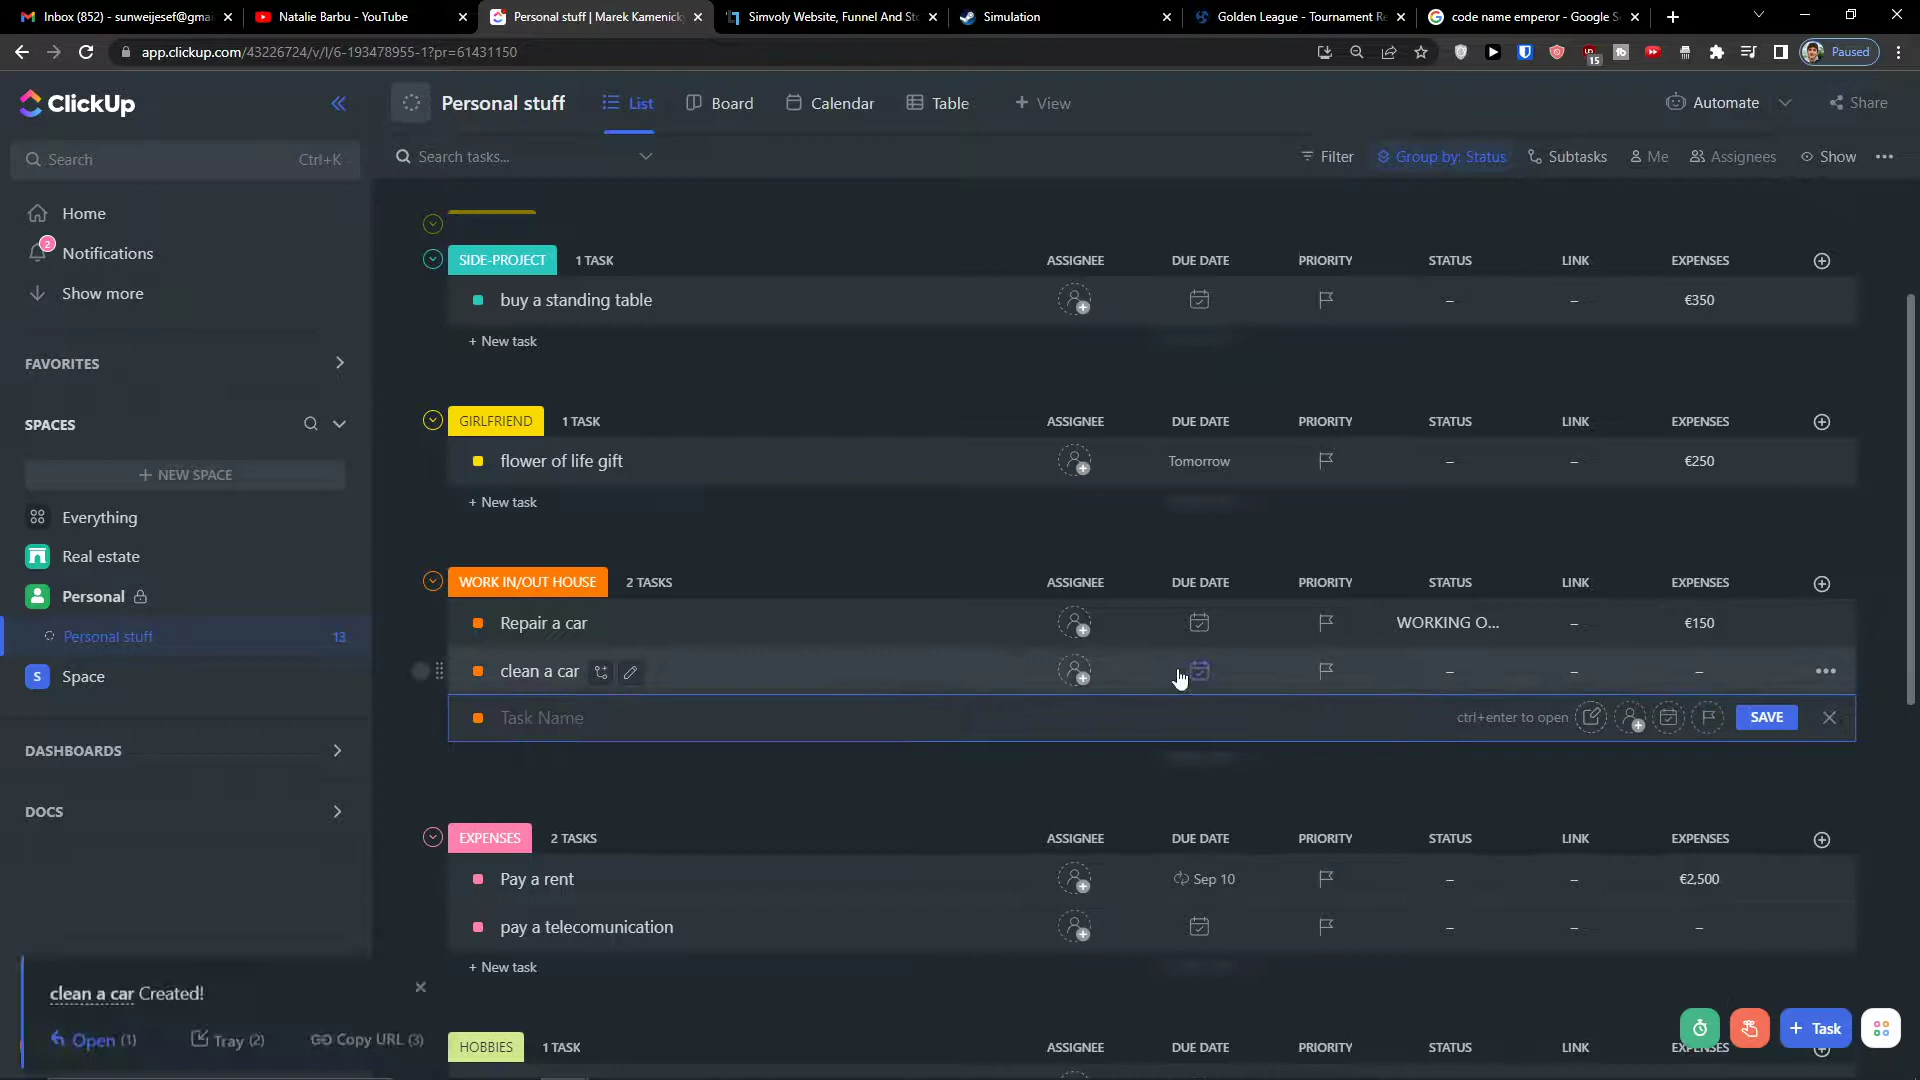 Inbox (852) - sunweijesef@gmai
Natalie Barbu - YouTube
Personal stuff | Marek Kamenick
Simvoly Website, Funnel And Sto
Simulation
Golden League - Tournament Re
code name emperor - Google S
app.clickup.com/43226724/v/l/6-193478955-1?pr=61431150
15
Paused
ClickUp
Personal stuff
List
Board
Calendar
Table
+ View
Automate
Share
Search
Ctrl+K
Search tasks...
Filter
Group by: Status
Subtasks
Me
Assignees
Show
Home
2
Notifications
Show more
FAVORITES
SPACES
+ NEW SPACE
Everything
Real estate
Personal
Personal stuff
13
S
Space
DASHBOARDS
DOCS
SIDE-PROJECT 1 TASK ASSIGNEE DUE DATE PRIORITY STATUS LINK EXPENSES
buy a standing table – – €350
+ New task
GIRLFRIEND 1 TASK ASSIGNEE DUE DATE PRIORITY STATUS LINK EXPENSES
flower of life gift Tomorrow – – €250
+ New task
WORK IN/OUT HOUSE 2 TASKS ASSIGNEE DUE DATE PRIORITY STATUS LINK EXPENSES
Repair a car WORKING O... – €150
clean a car – – –
Task Name ctrl+enter to open SAVE
EXPENSES 2 TASKS ASSIGNEE DUE DATE PRIORITY STATUS LINK EXPENSES
Pay a rent Sep 10 – – €2,500
pay a telecomunication – – –
+ New task
HOBBIES 1 TASK ASSIGNEE DUE DATE PRIORITY STATUS LINK EXPENSES
clean a car Created!
Open (1)
Tray (2)
Copy URL (3)
+ Task